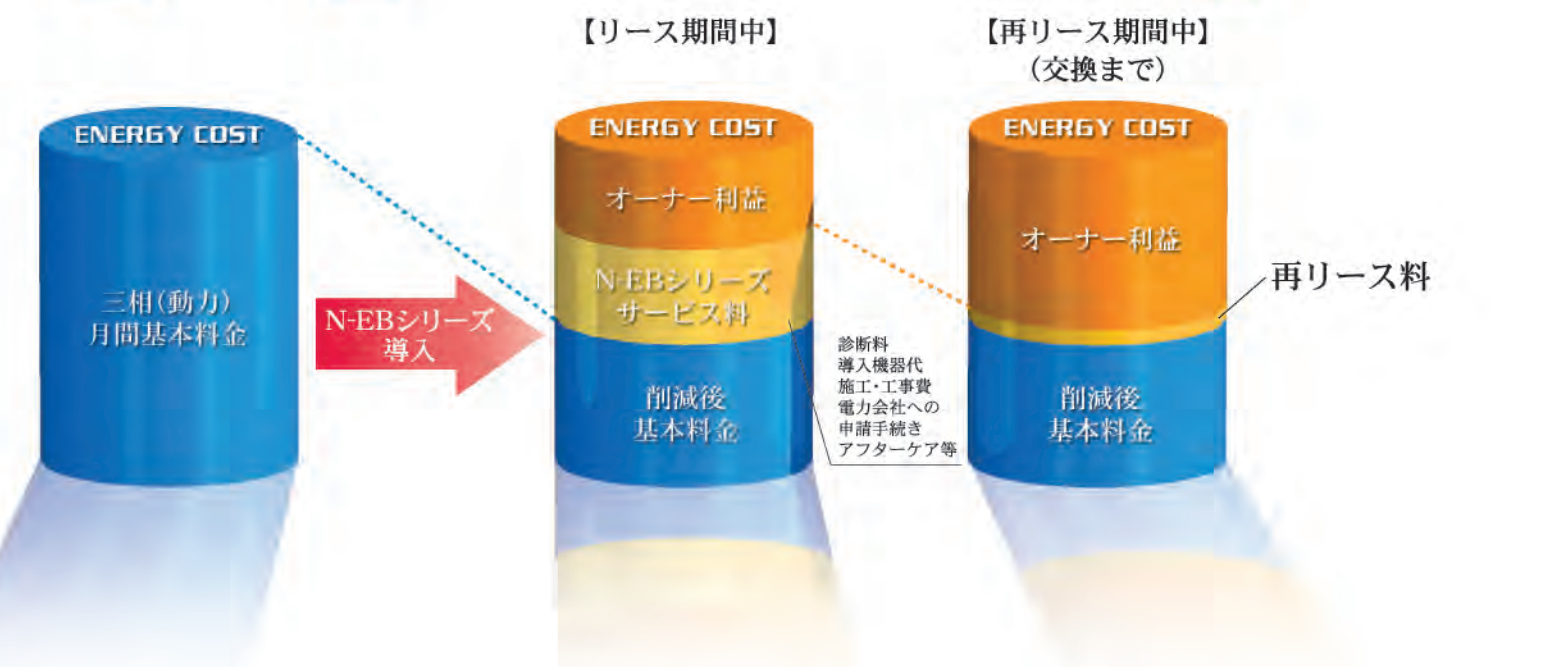 ENERGY COST
三相(動力)
月間基本料金
N-EBシリーズ
導入
【リース期間中】
ENERGY COST
オーナー利益
N-EBシリーズ
サービス料
削減後
基本料金
診断料
導入機器代
施工・工事費
電力会社への
申請手続き
アフターケア等
【再リース期間中】
（交換まで）
ENERGY COST
オーナー利益
再リース料
削減後
基本料金